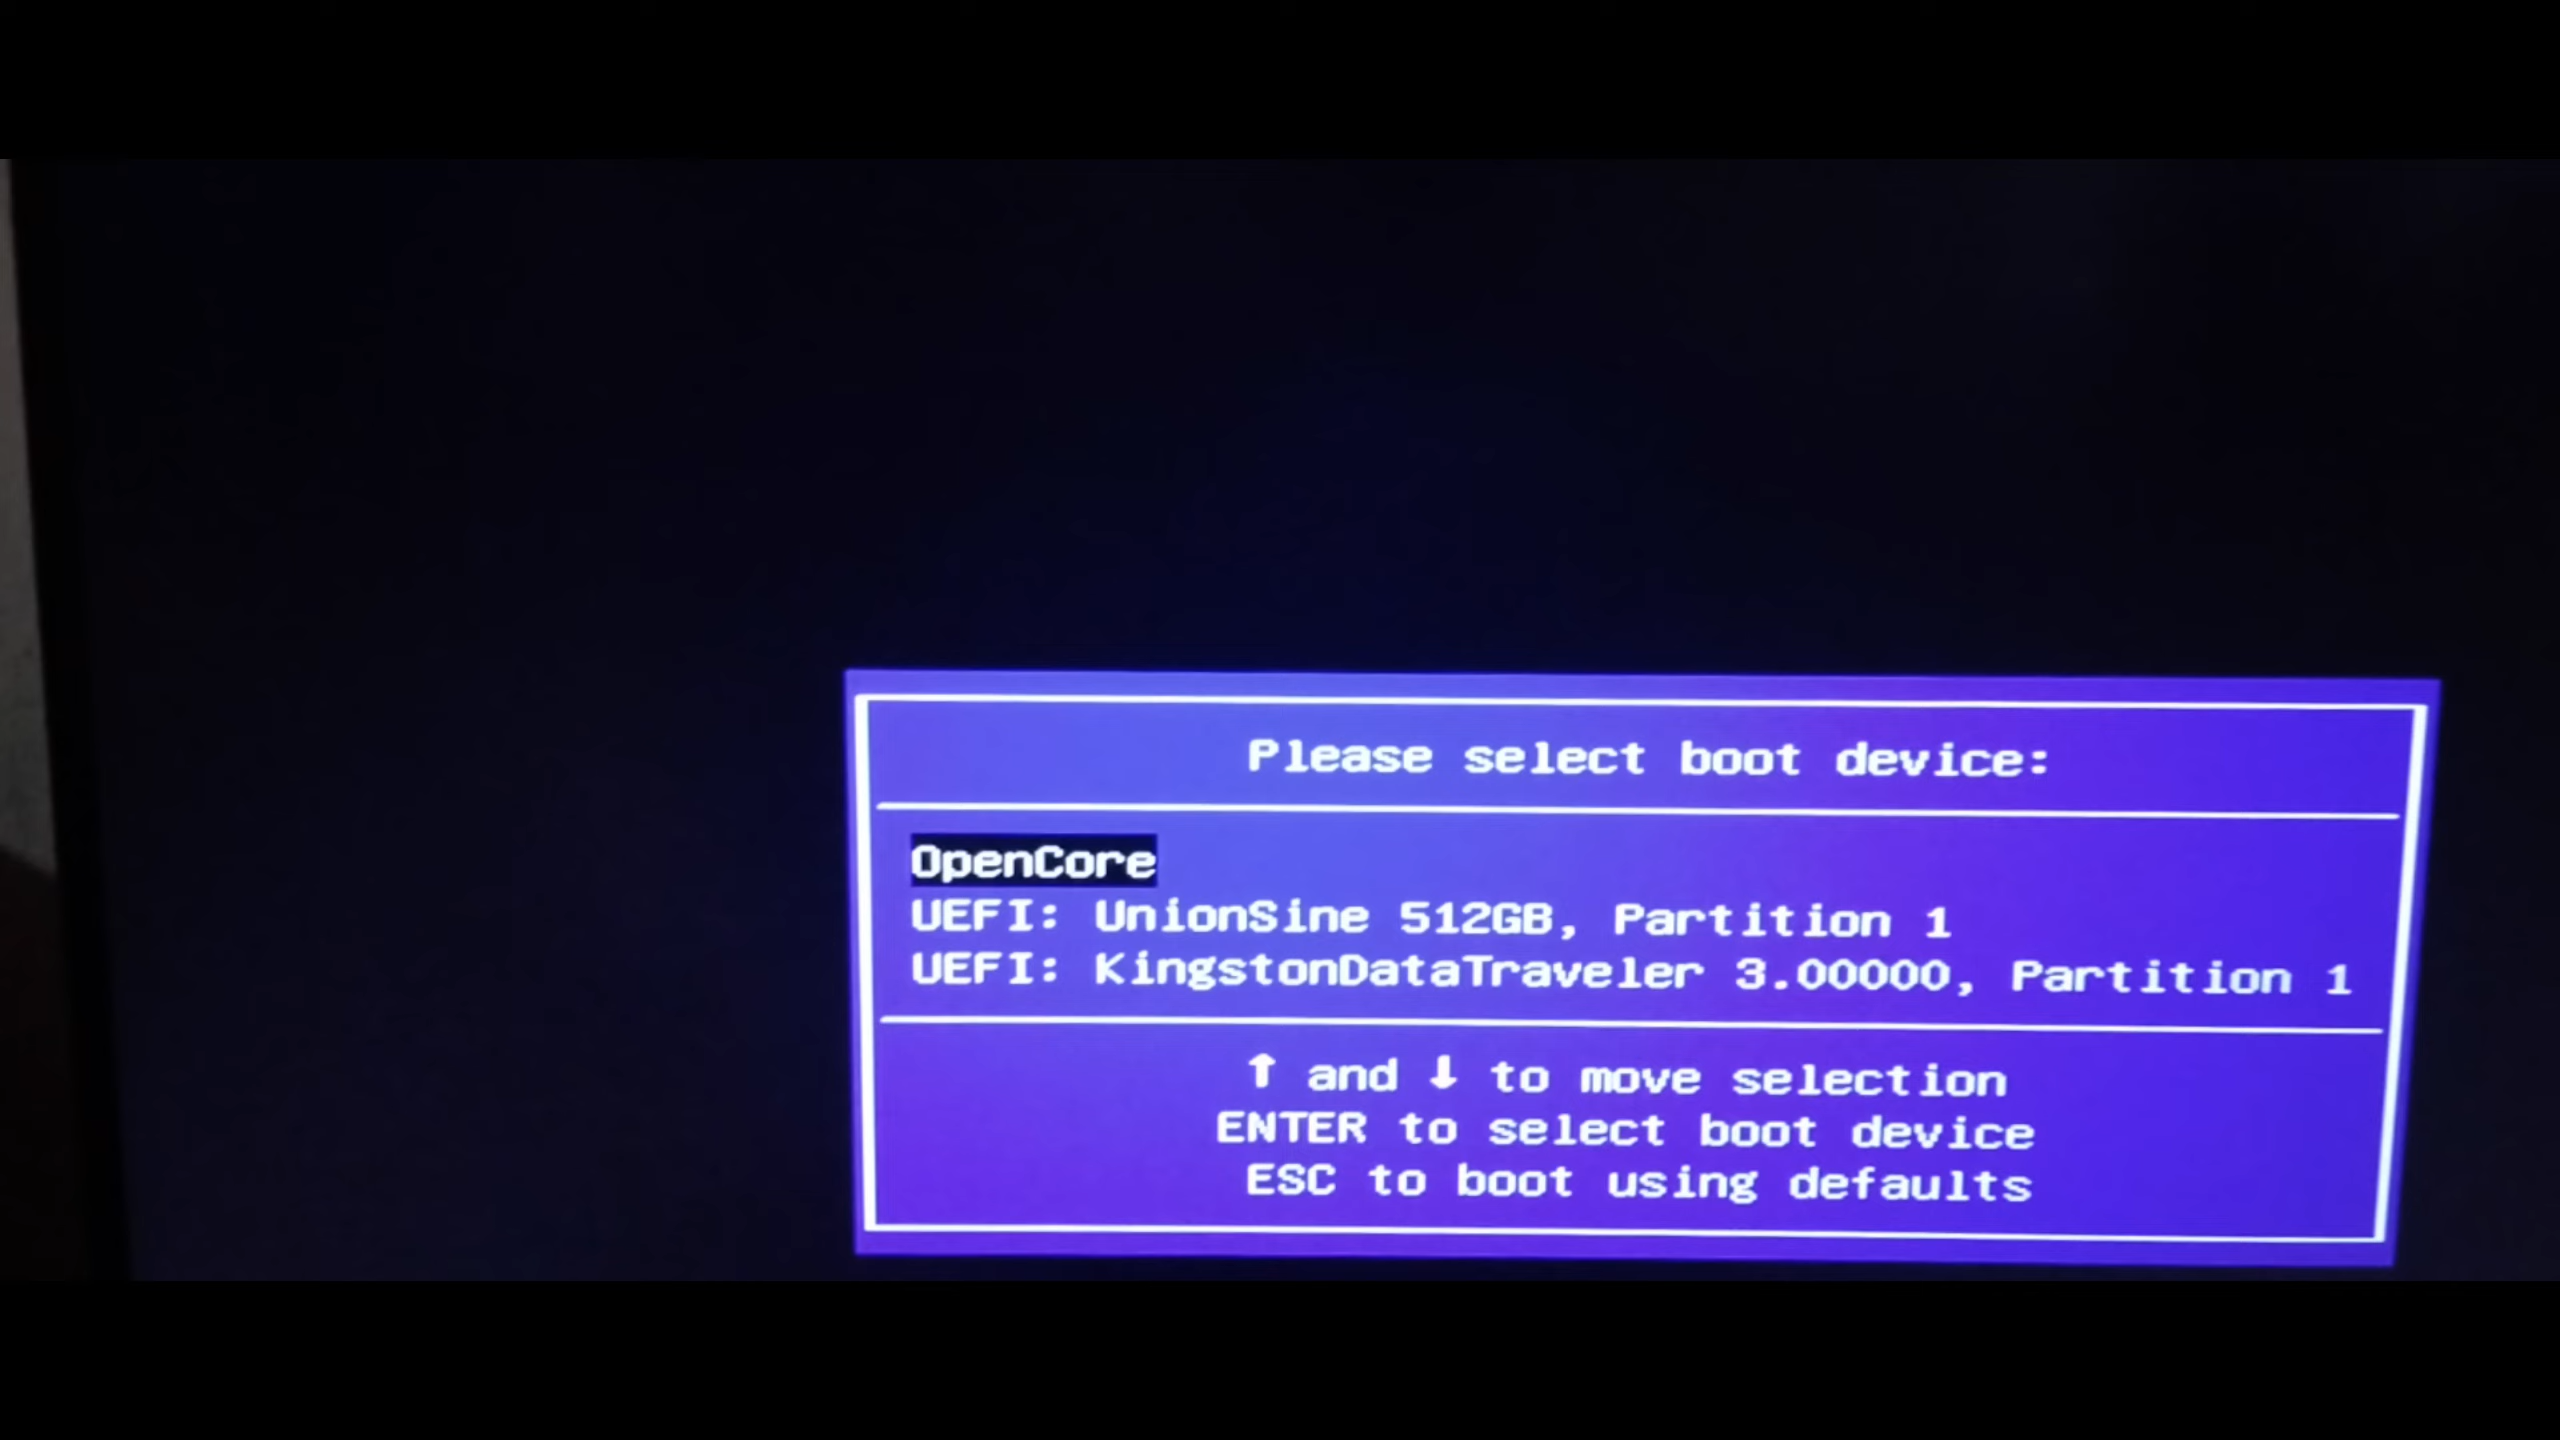 Please select boot device:
OpenCore
UEFI: UnionSine 512GB, Partition 1
UEFI: KingstonDataTraveler 3.00000, Partition 1
↑ and ↓ to move selection
ENTER to select boot device
ESC to boot using defaults